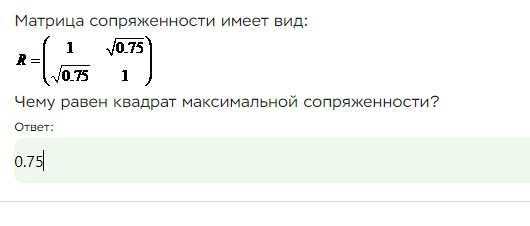 Матрица сопряженности имеет вид:
R = ( 1 √0.75
√0.75 1 )
Чему равен квадрат максимальной сопряженности?
Ответ:
0.75